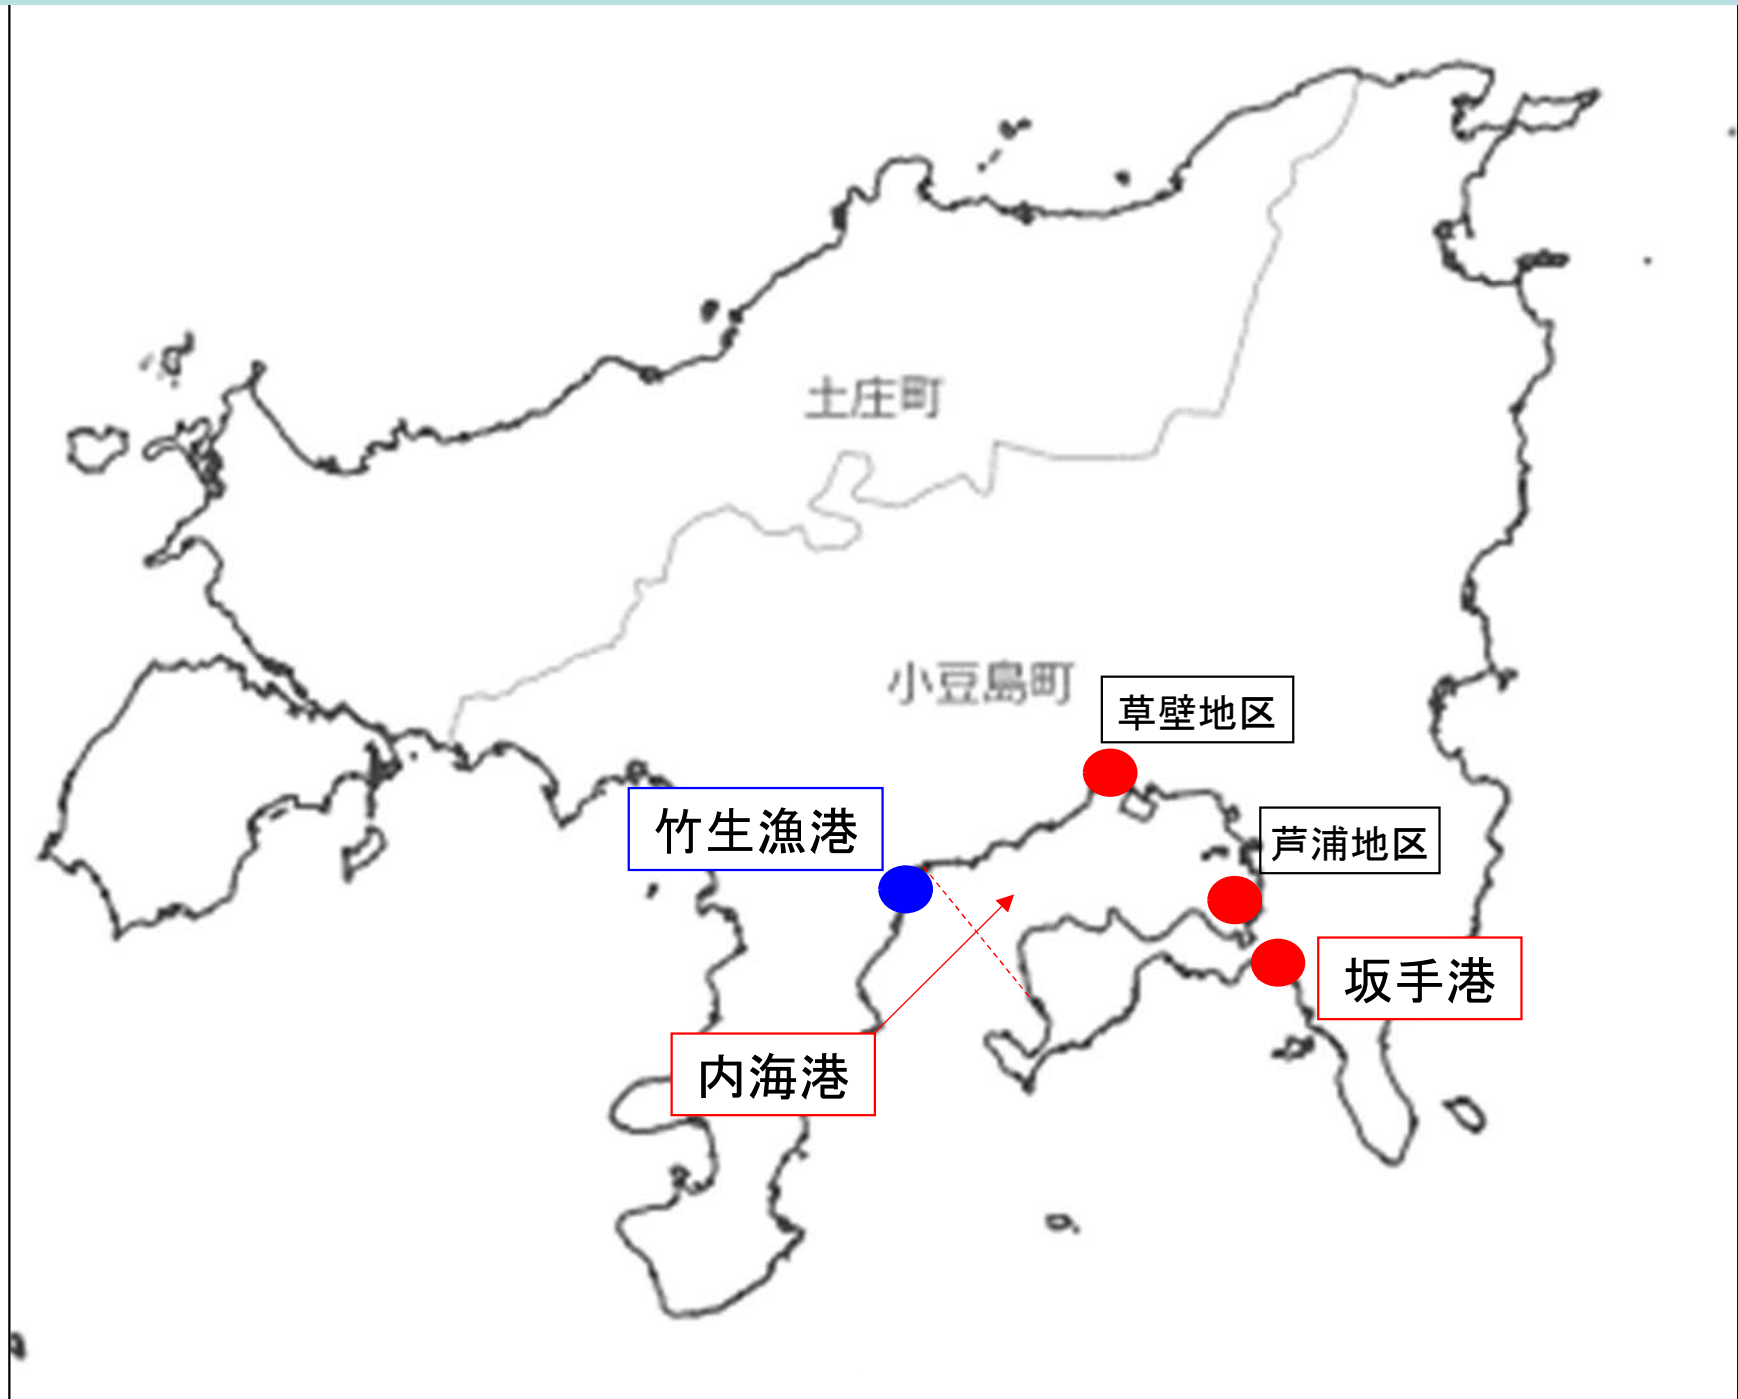 土庄町
小豆島町
草壁地区
竹生漁港
芦浦地区
坂手港
内海港